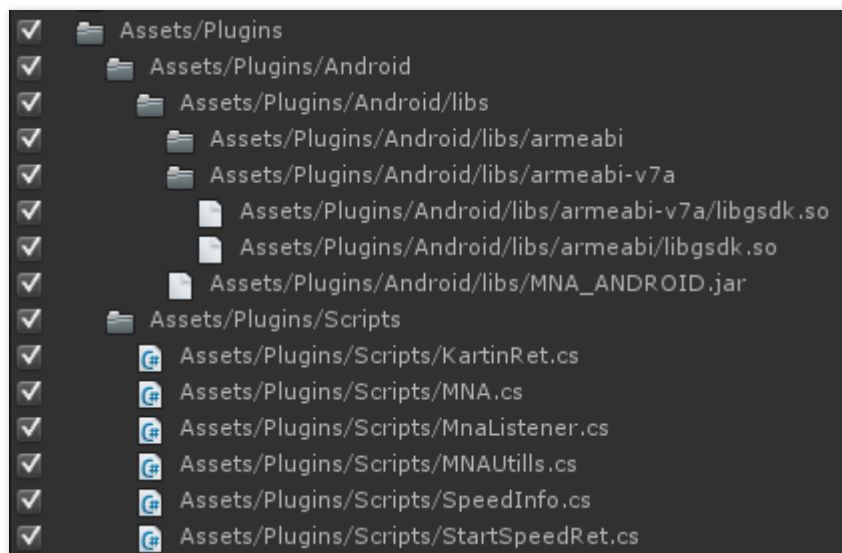 Assets/Plugins
Assets/Plugins/Android
Assets/Plugins/Android/libs
Assets/Plugins/Android/libs/armeabi
Assets/Plugins/Android/libs/armeabi-v7a
Assets/Plugins/Android/libs/armeabi-v7a/libgsdk.so
Assets/Plugins/Android/libs/armeabi/libgsdk.so
Assets/Plugins/Android/libs/MNA_ANDROID.jar
Assets/Plugins/Scripts
Assets/Plugins/Scripts/KartinRet.cs
Assets/Plugins/Scripts/MNA.cs
Assets/Plugins/Scripts/MnaListener.cs
Assets/Plugins/Scripts/MNAUtills.cs
Assets/Plugins/Scripts/SpeedInfo.cs
Assets/Plugins/Scripts/StartSpeedRet.cs